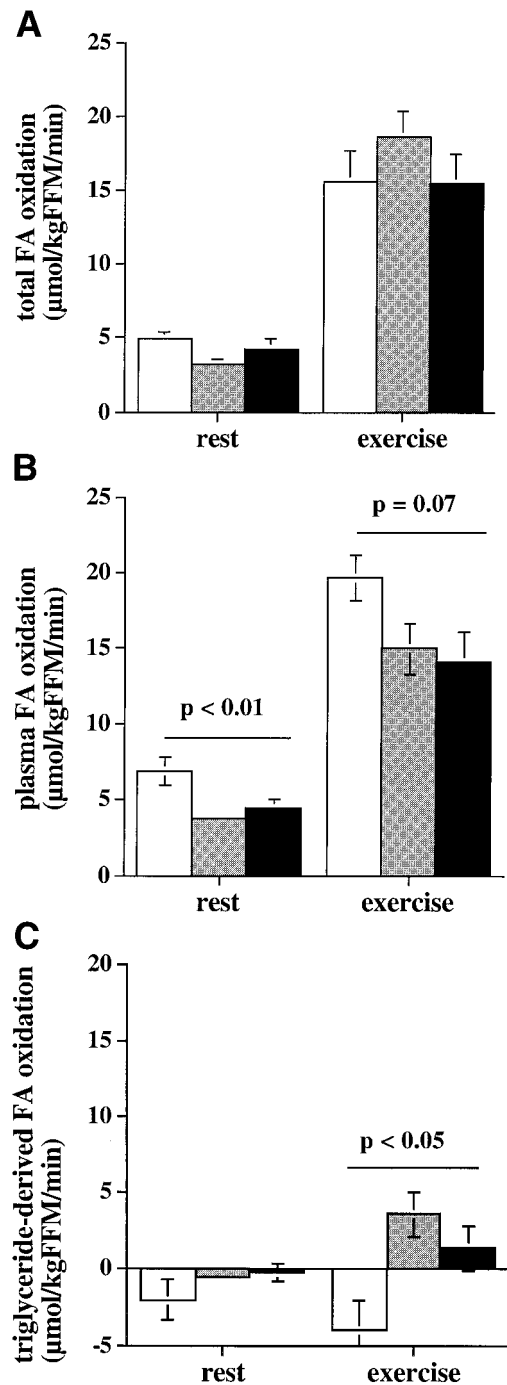 A
total FA oxidation
(µmol/kgFFM/min)
25
20
15
10
5
0
rest exercise
B
plasma FA oxidation
(µmol/kgFFM/min)
25
20
15
10
5
0
p < 0.01
p = 0.07
rest exercise
C
triglyceride-derived FA oxidation
(µmol/kgFFM/min)
20
15
10
5
0
-5
p < 0.05
rest exercise